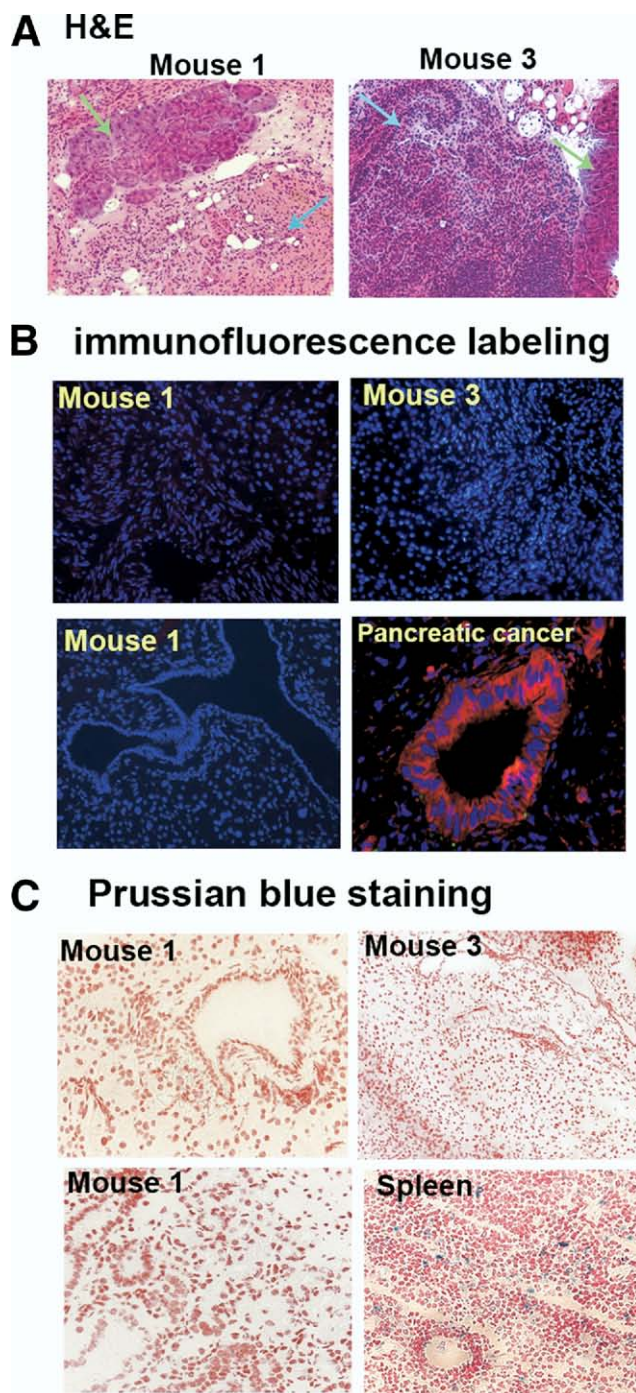 A H&E
Mouse 1
Mouse 3
B immunofluorescence labeling
Mouse 1
Mouse 3
Mouse 1
Pancreatic cancer
C Prussian blue staining
Mouse 1
Mouse 3
Mouse 1
Spleen